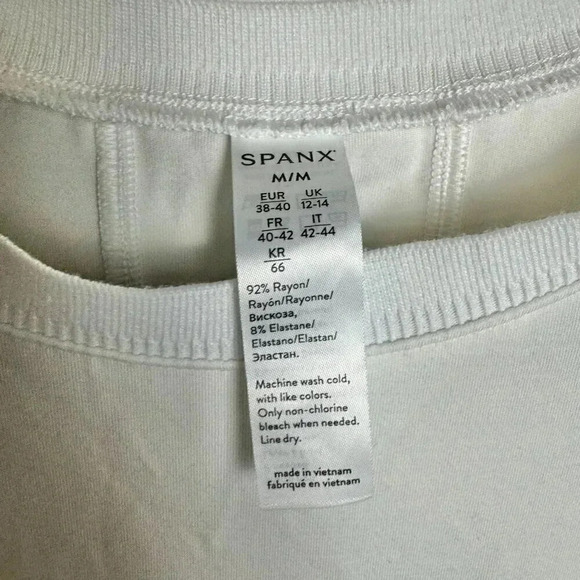 SPANX
M/M
EUR UK
38-40 12-14
FR IT
40-42 42-44
KR
66
92% Rayon/
Rayón/Rayonne/
Вискоза,
8% Elastane/
Elastano/Elastan/
Эластан.
Machine wash cold,
with like colors.
Only non-chlorine
bleach when needed.
Line dry.
made in vietnam
fabriqué en vietnam